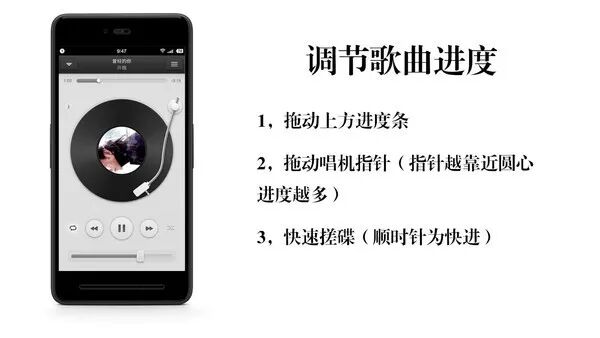 9:47
曾经的你
许巍
1:00
调节歌曲进度
1，拖动上方进度条
2，拖动唱机指针（指针越靠近圆心
进度越多）
3，快速搓碟（顺时针为快进）